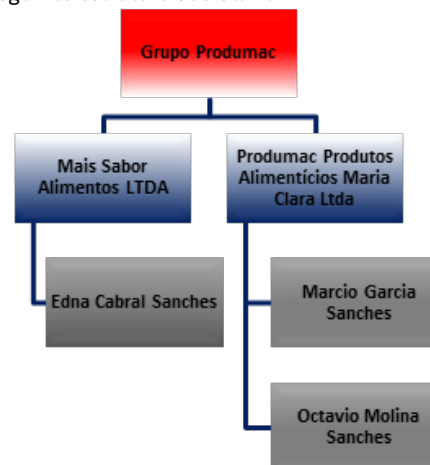 Grupo Produmac
Mais Sabor
Alimentos LTDA
Produmac Produtos
Alimentícios Maria
Clara Ltda
Edna Cabral Sanches
Marcio Garcia
Sanches
Octavio Molina
Sanches